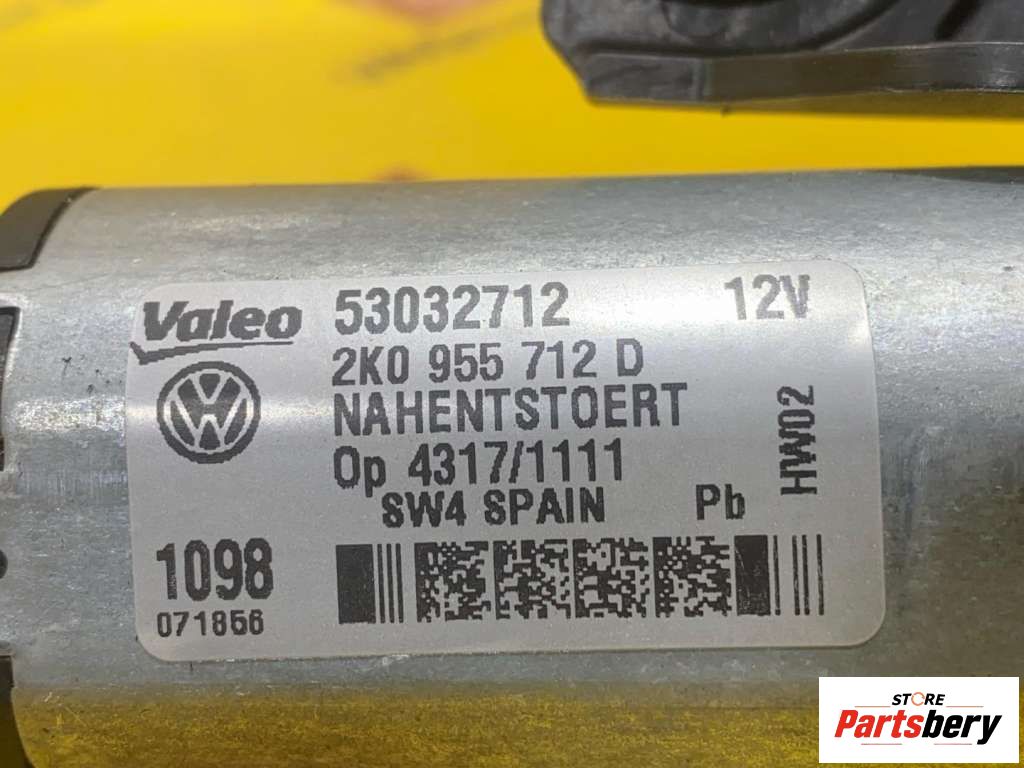 Valeo 53032712 12V
2K0 955 712 D
NAHENTSTOERT
Op 4317/1111
SW4 SPAIN Pb
HW02
1098
071856
STORE
Partsbery